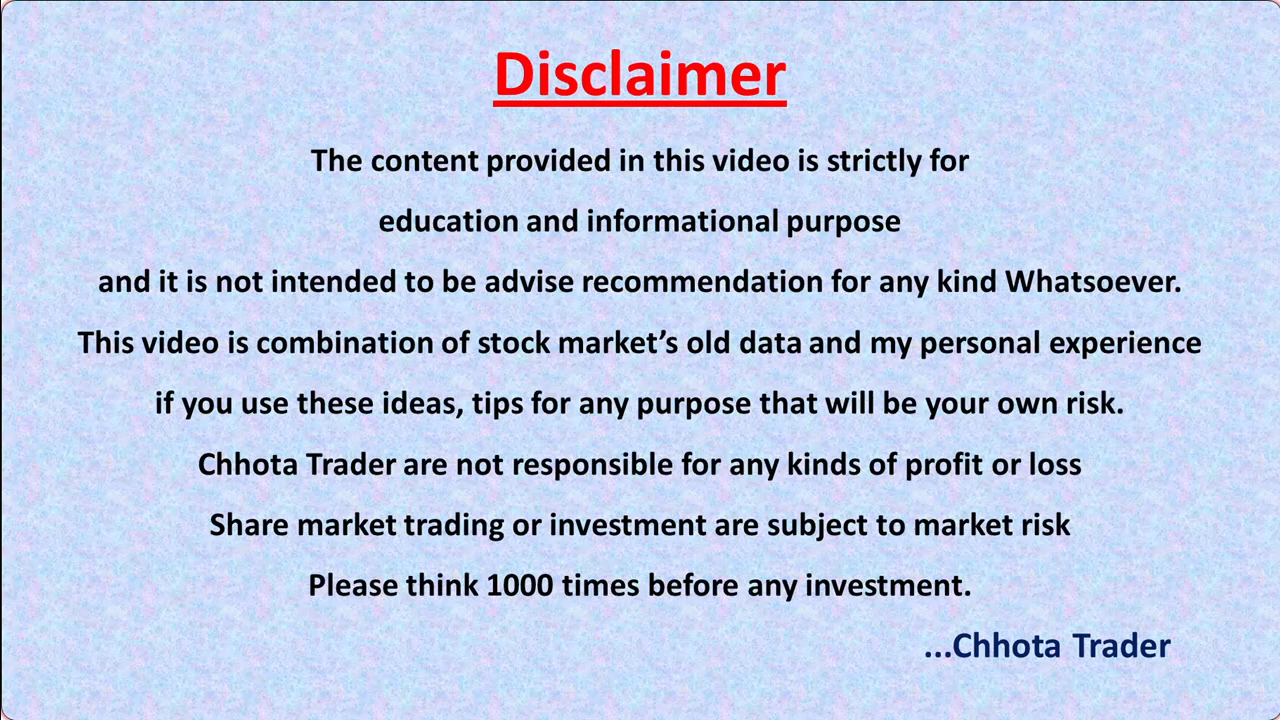 Disclaimer
The content provided in this video is strictly for
education and informational purpose
and it is not intended to be advise recommendation for any kind Whatsoever.
This video is combination of stock market’s old data and my personal experience
if you use these ideas, tips for any purpose that will be your own risk.
Chhota Trader are not responsible for any kinds of profit or loss
Share market trading or investment are subject to market risk
Please think 1000 times before any investment.
...Chhota Trader